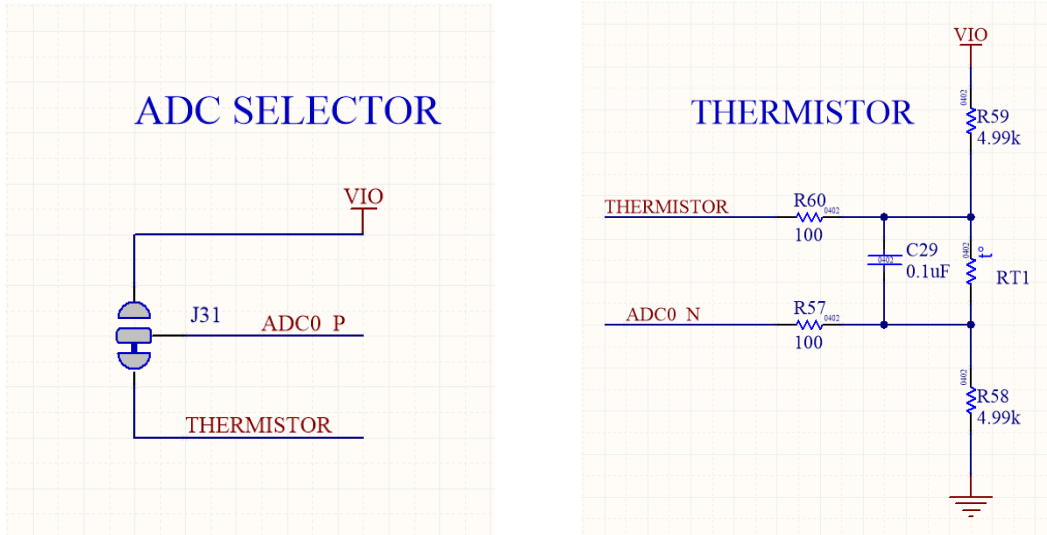 ADC SELECTOR
VIO
J31
ADC0_P
THERMISTOR
THERMISTOR
VIO
0402
R59
4.99k
THERMISTOR
R60
0402
100
C29
0402
0.1uF
0402
t°
RT1
ADC0_N
R57
0402
100
0402
R58
4.99k